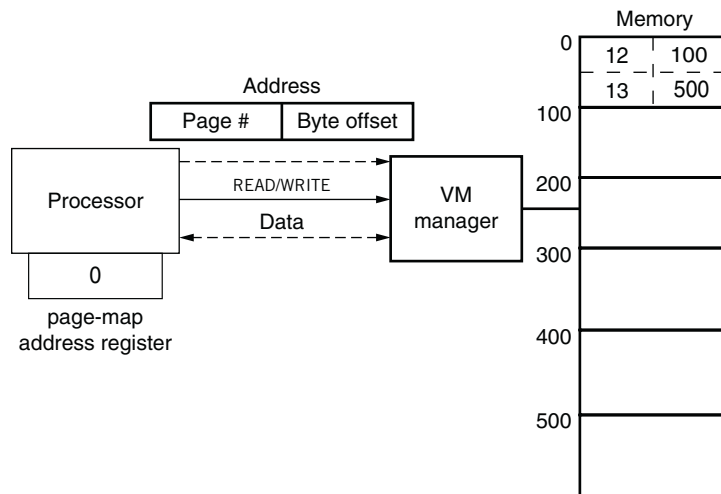 Memory
0
12 100
13 500
100
Address
Page # Byte offset
200
READ/WRITE
Processor
VM
manager
Data
0
300
page-map
address register
400
500